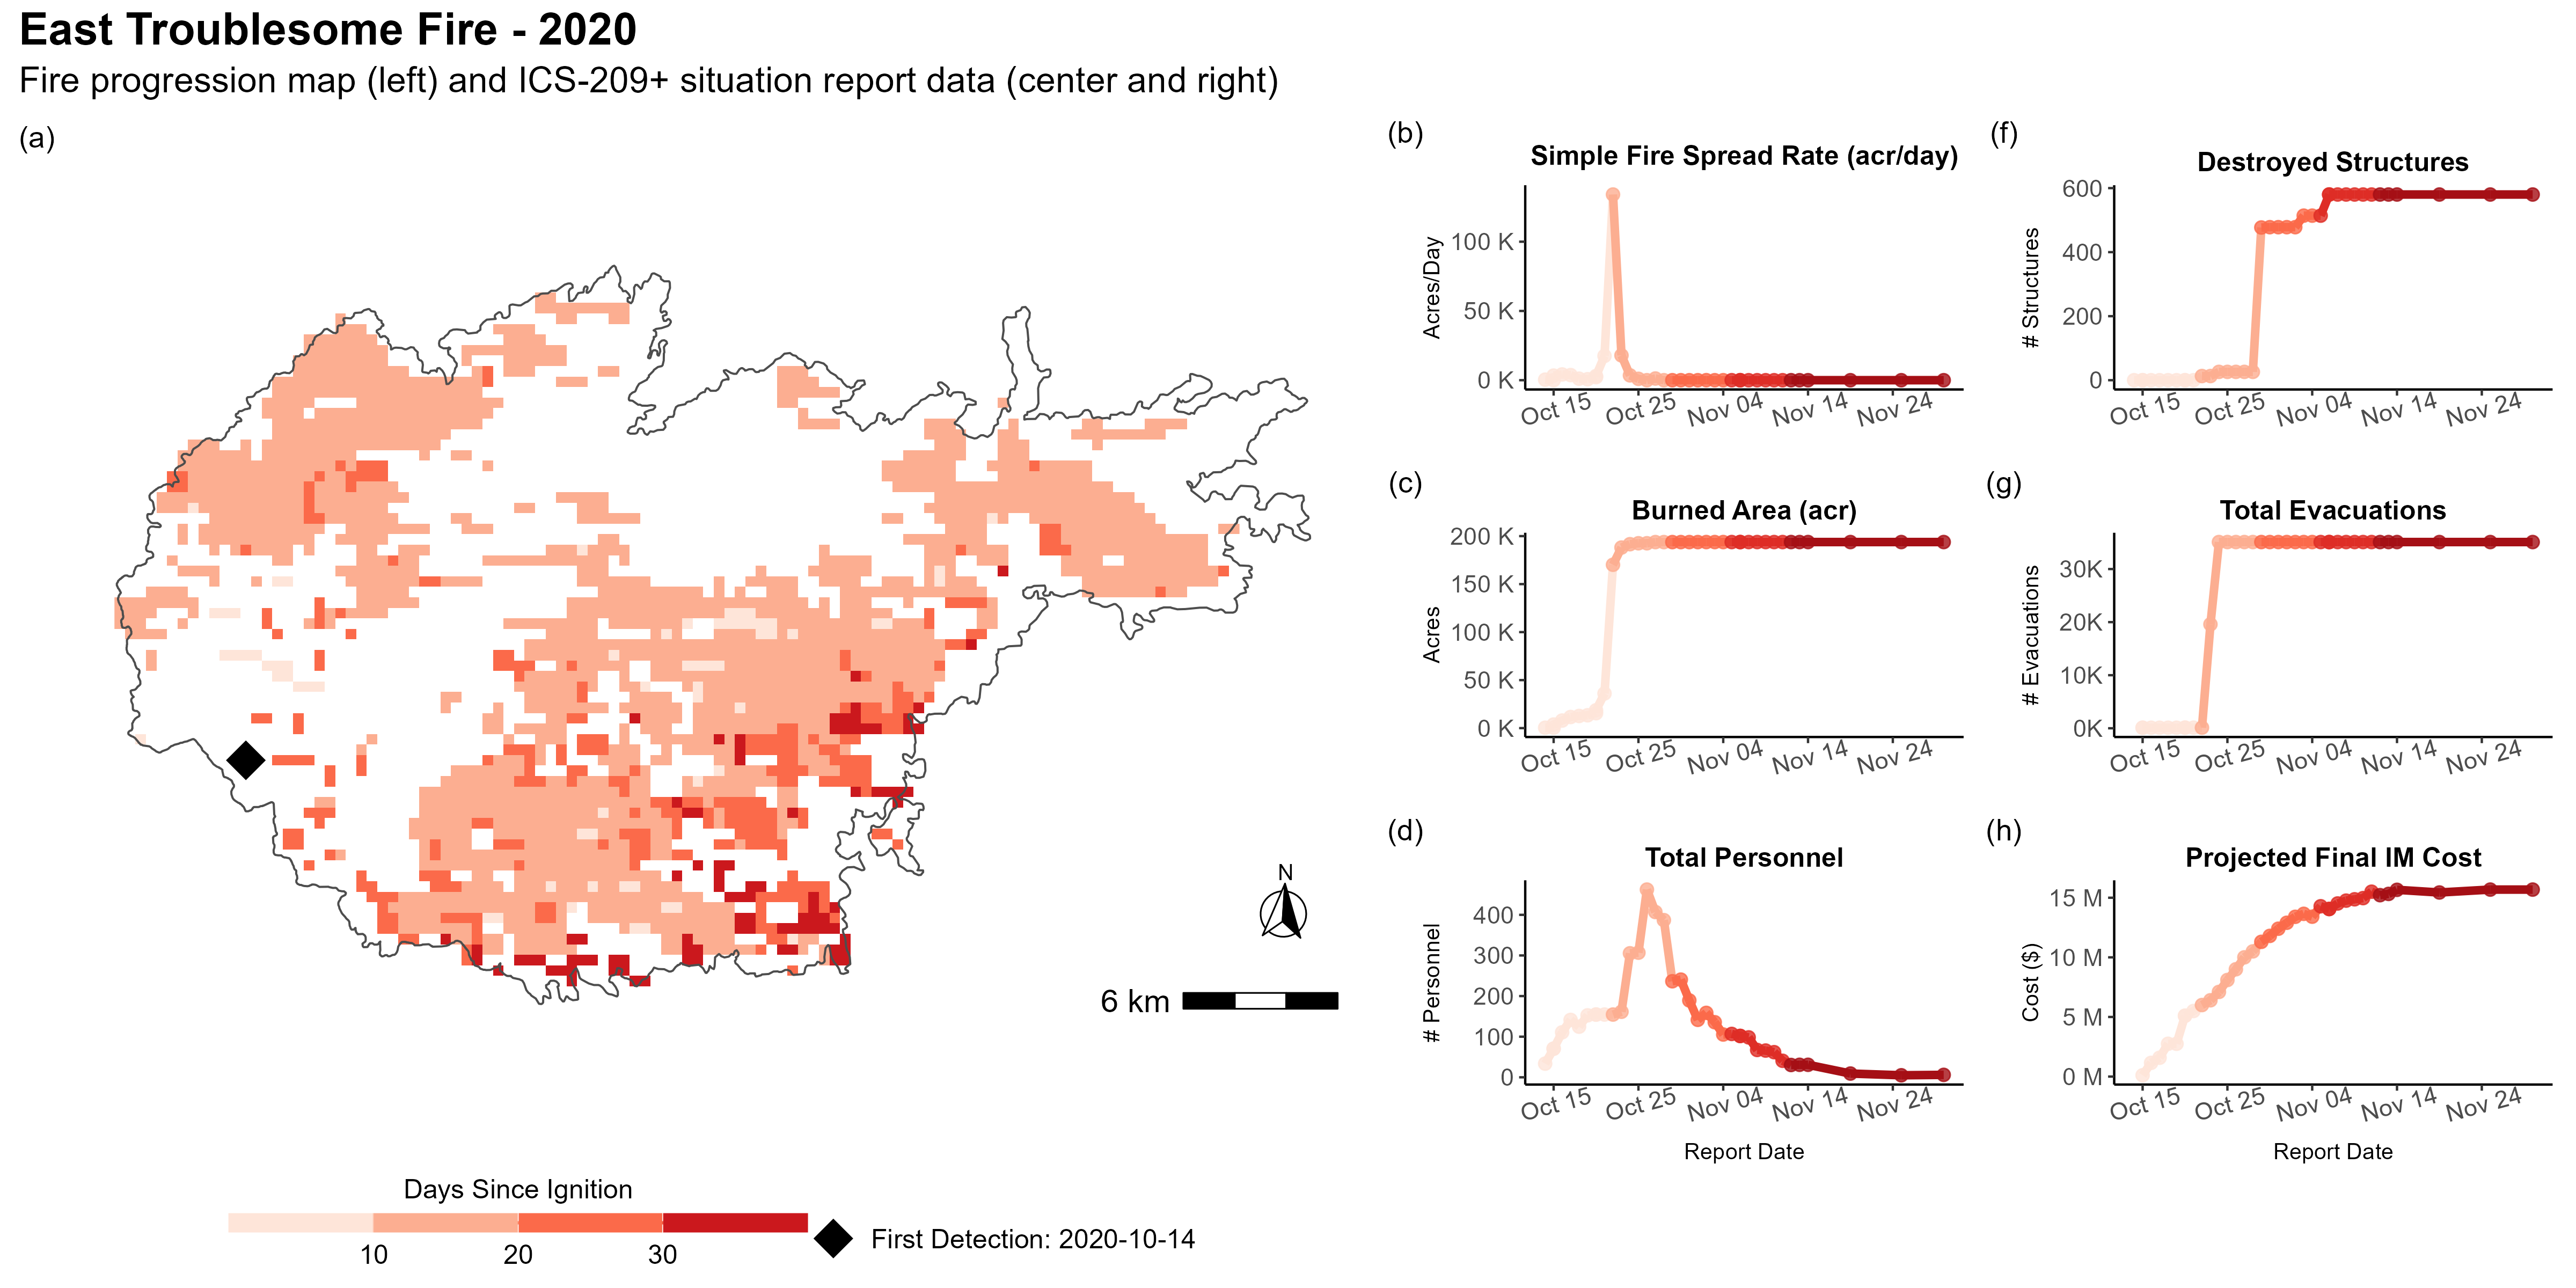 East Troublesome Fire - 2020
Fire progression map (left) and ICS-209+ situation report data (center and right)
(a)
N
6 km
Days Since Ignition
10 20 30
First Detection: 2020-10-14
(b)
Simple Fire Spread Rate (acr/day)
Acres/Day
100 K
50 K
0 K
Oct 15 Oct 25 Nov 04 Nov 14 Nov 24
(c)
Burned Area (acr)
Acres
200 K
150 K
100 K
50 K
0 K
Oct 15 Oct 25 Nov 04 Nov 14 Nov 24
(d)
Total Personnel
# Personnel
400
300
200
100
0
Oct 15 Oct 25 Nov 04 Nov 14 Nov 24
Report Date
(f)
Destroyed Structures
# Structures
600
400
200
0
Oct 15 Oct 25 Nov 04 Nov 14 Nov 24
(g)
Total Evacuations
# Evacuations
30K
20K
10K
0K
Oct 15 Oct 25 Nov 04 Nov 14 Nov 24
(h)
Projected Final IM Cost
Cost ($)
15 M
10 M
5 M
0 M
Oct 15 Oct 25 Nov 04 Nov 14 Nov 24
Report Date